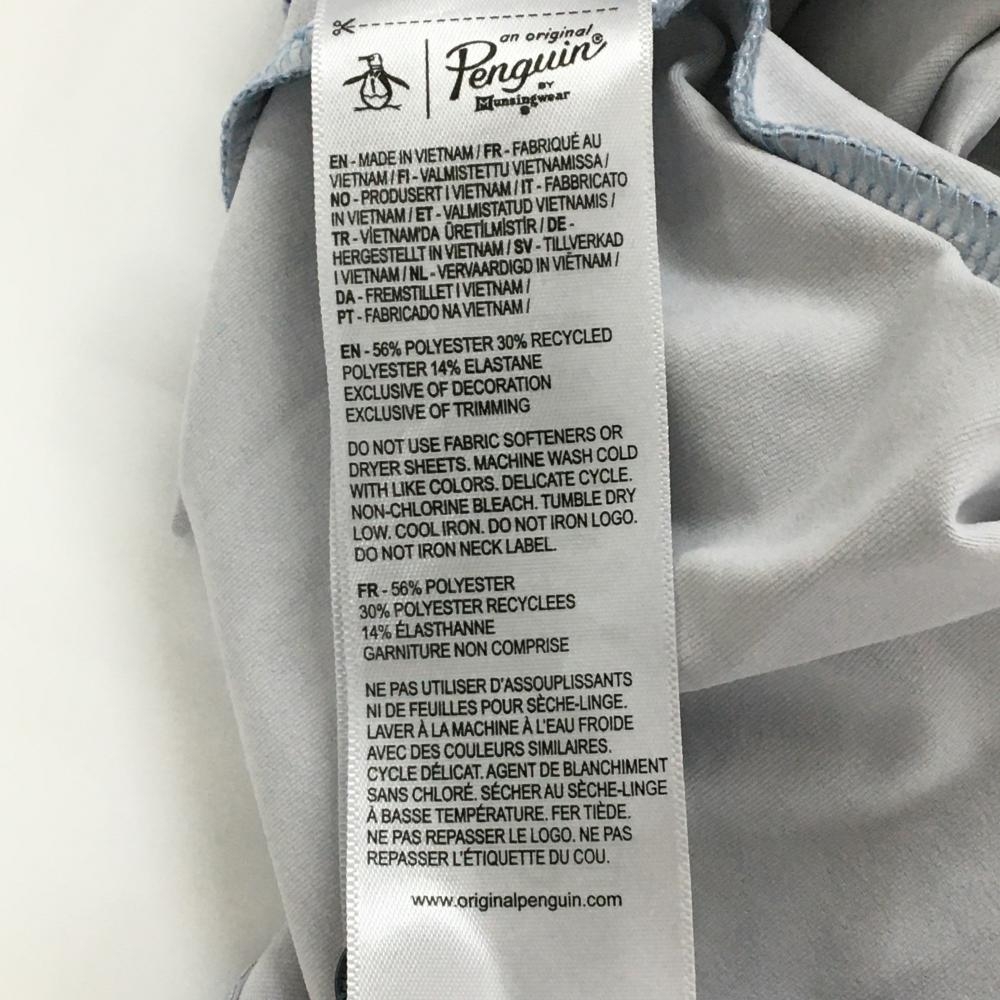 an original
Penguin®
BY
Munsingwear
®
EN - MADE IN VIETNAM / FR - FABRIQUÉ AU
VIETNAM / FI - VALMISTETTU VIETNAMISSA /
NO - PRODUSERT I VIETNAM / IT - FABBRICATO
IN VIETNAM / ET - VALMISTATUD VIETNAMIS /
TR - VİETNAM'DA ÜRETİLMİSTİR / DE -
HERGESTELLT IN VIETNAM / SV - TILLVERKAD
I VIETNAM / NL - VERVAARDIGD IN VIËTNAM /
DA - FREMSTILLET I VIETNAM /
PT - FABRICADO NA VIETNAM /
EN - 56% POLYESTER 30% RECYCLED
POLYESTER 14% ELASTANE
EXCLUSIVE OF DECORATION
EXCLUSIVE OF TRIMMING
DO NOT USE FABRIC SOFTENERS OR
DRYER SHEETS. MACHINE WASH COLD
WITH LIKE COLORS. DELICATE CYCLE.
NON-CHLORINE BLEACH. TUMBLE DRY
LOW. COOL IRON. DO NOT IRON LOGO.
DO NOT IRON NECK LABEL.
FR - 56% POLYESTER
30% POLYESTER RECYCLEES
14% ÉLASTHANNE
GARNITURE NON COMPRISE
NE PAS UTILISER D'ASSOUPLISSANTS
NI DE FEUILLES POUR SÈCHE-LINGE.
LAVER À LA MACHINE À L'EAU FROIDE
AVEC DES COULEURS SIMILAIRES.
CYCLE DÉLICAT. AGENT DE BLANCHIMENT
SANS CHLORÉ. SÉCHER AU SÈCHE-LINGE
À BASSE TEMPÉRATURE. FER TIÈDE.
NE PAS REPASSER LE LOGO. NE PAS
REPASSER L'ÉTIQUETTE DU COU.
www.originalpenguin.com